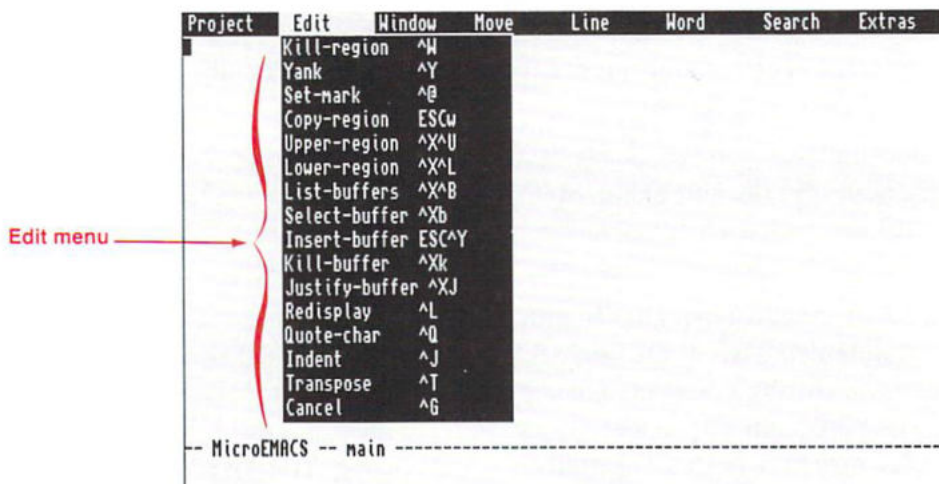 Project Edit Window Move Line Word Search Extras
Kill-region ^W
Yank ^Y
Set-mark ^@
Copy-region ESCw
Upper-region ^X^U
Lower-region ^X^L
List-buffers ^X^B
Select-buffer ^Xb
Edit menu
Insert-buffer ESC^Y
Kill-buffer ^Xk
Justify-buffer ^XJ
Redisplay ^L
Quote-char ^Q
Indent ^J
Transpose ^T
Cancel ^G
-- MicroEMACS -- main --------------------------------------------------